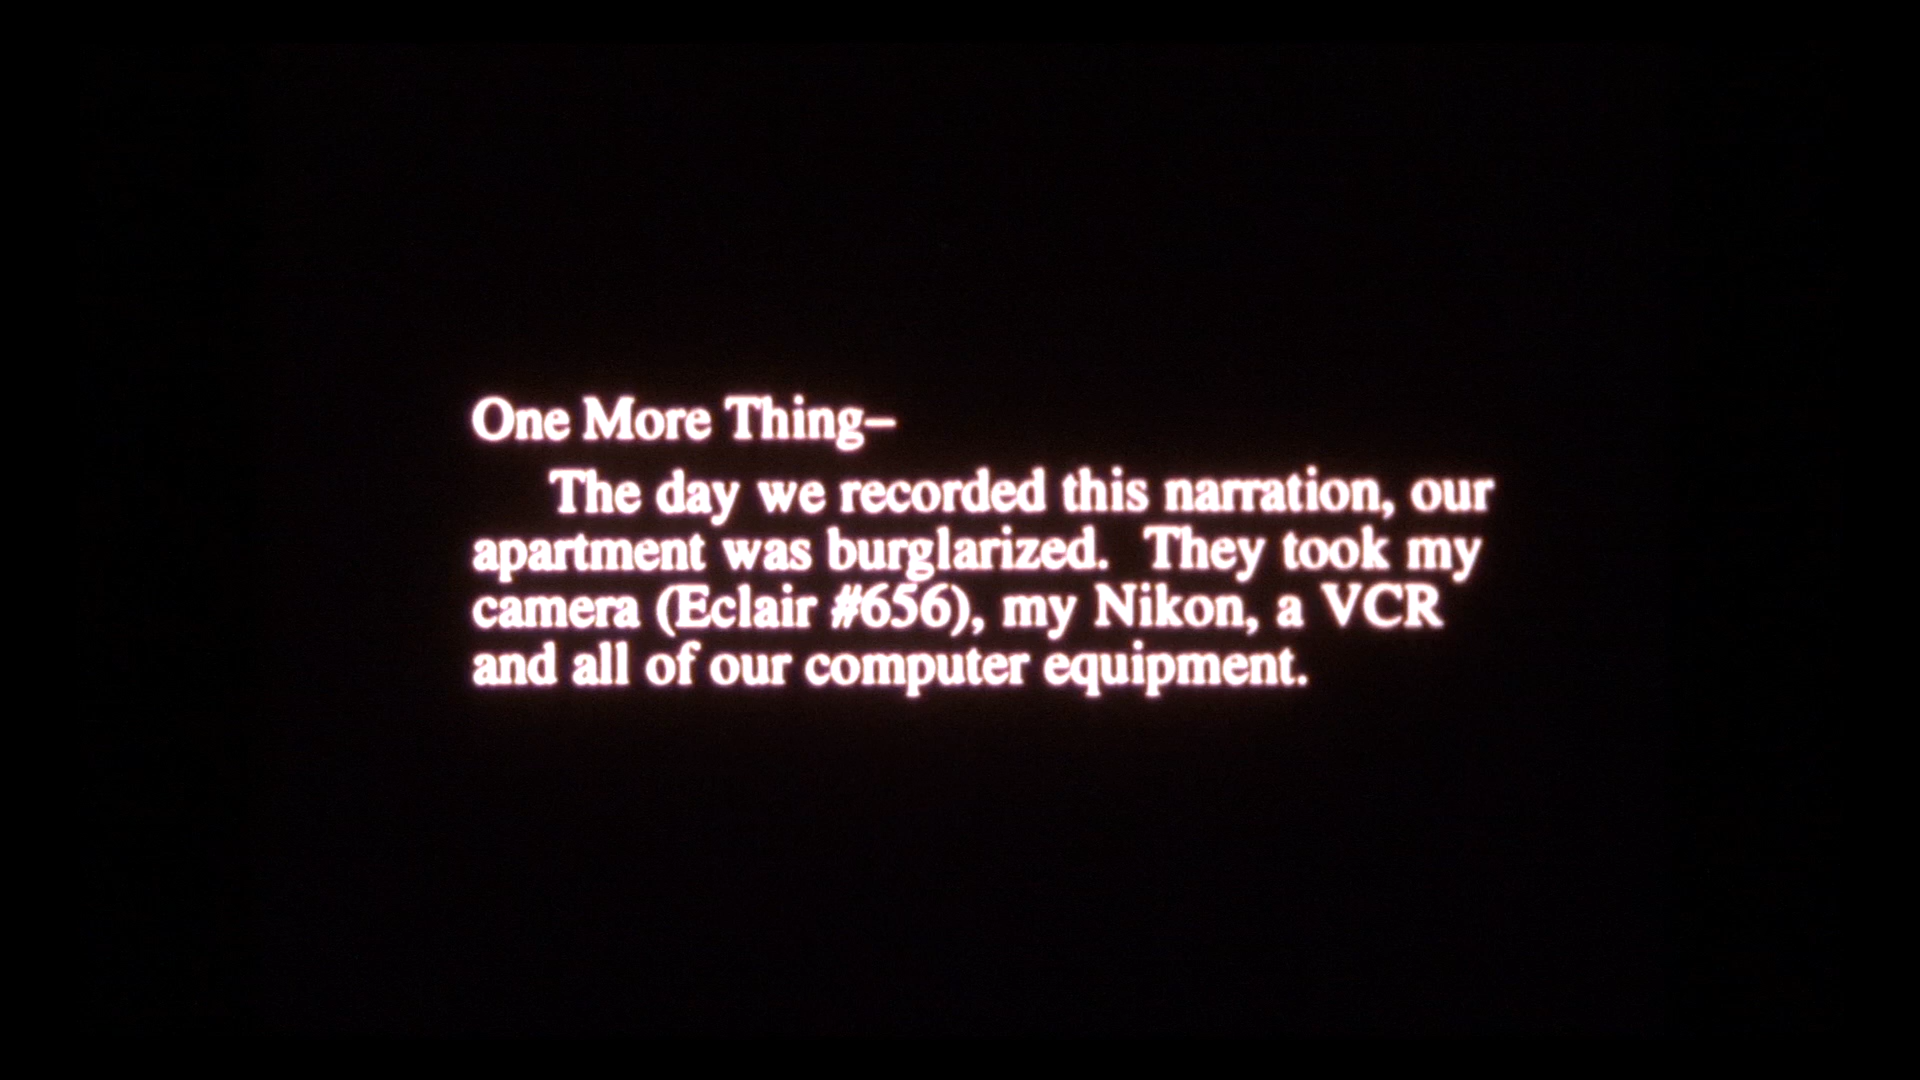 One More Thing–
The day we recorded this narration, our
apartment was burglarized.  They took my
camera (Eclair #656), my Nikon, a VCR
and all of our computer equipment.